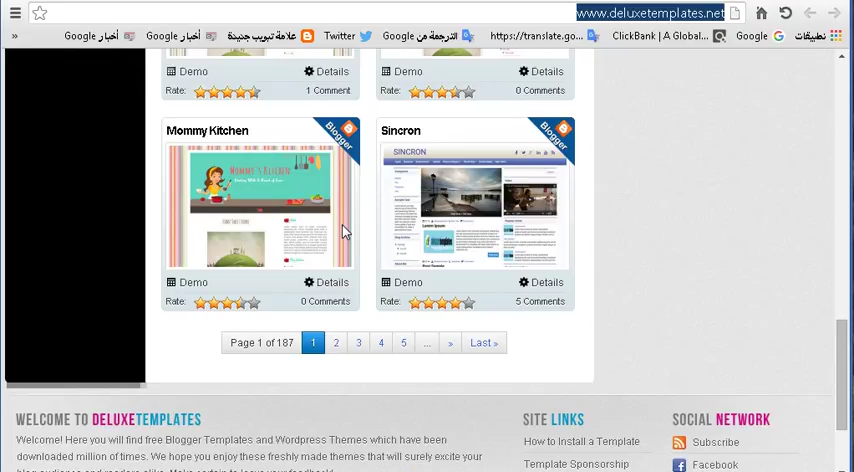 www.deluxetemplates.net
» أخبار Google أخبار Google علامة تبويب جديدة Twitter الترجمة من Google https://translate.go... ClickBank | A Global... Google تطبيقات
Demo Details Demo Details
Rate: 1 Comment Rate: 0 Comments
Mommy Kitchen Blogger Sincron Blogger
MOMMY'S KITCHEN SINCRON
Lorem Ipsum
Demo Details Demo Details
Rate: 0 Comments Rate: 5 Comments
Page 1 of 187 1 2 3 4 5 ... » Last »
WELCOME TO DELUXETEMPLATES SITE LINKS SOCIAL NETWORK
Welcome! Here you will find free Blogger Templates and Wordpress Themes which have been How to Install a Template Subscribe
downloaded million of times. We hope you enjoy these freshly made themes that will surely excite your Template Sponsorship Facebook